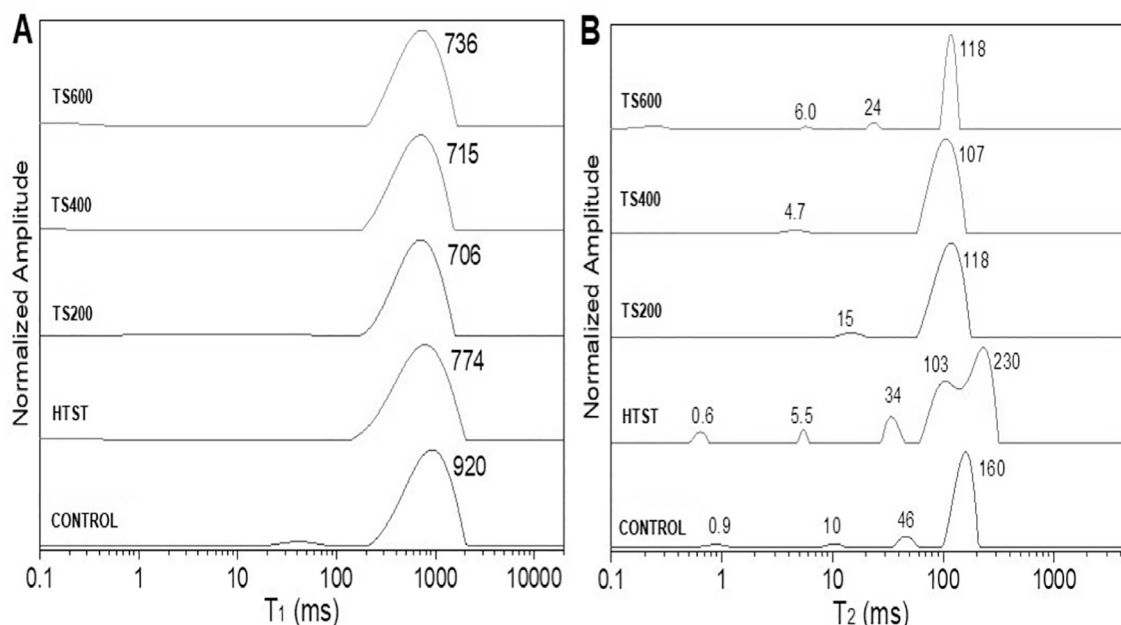 A
736
TS600
715
TS400
706
TS200
774
HTST
920
CONTROL
Normalized Amplitude
0.1 1 10 100 1000 10000
T1 (ms)
B
118
TS600
6.0 24
107
TS400
4.7
118
TS200
15
103 230
HTST
0.6 5.5 34
160
CONTROL
0.9 10 46
Normalized Amplitude
0.1 1 10 100 1000
T2 (ms)